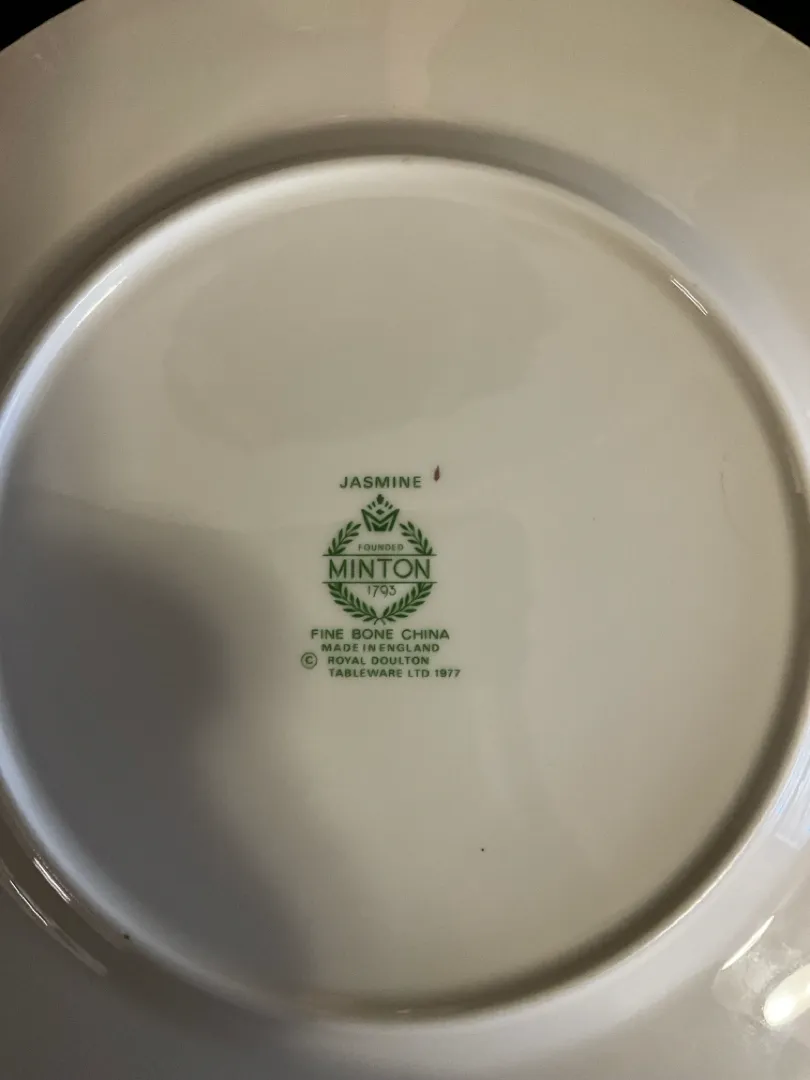 JASMINE
FOUNDED
MINTON
1793
FINE BONE CHINA
MADE IN ENGLAND
© ROYAL DOULTON
TABLEWARE LTD 1977